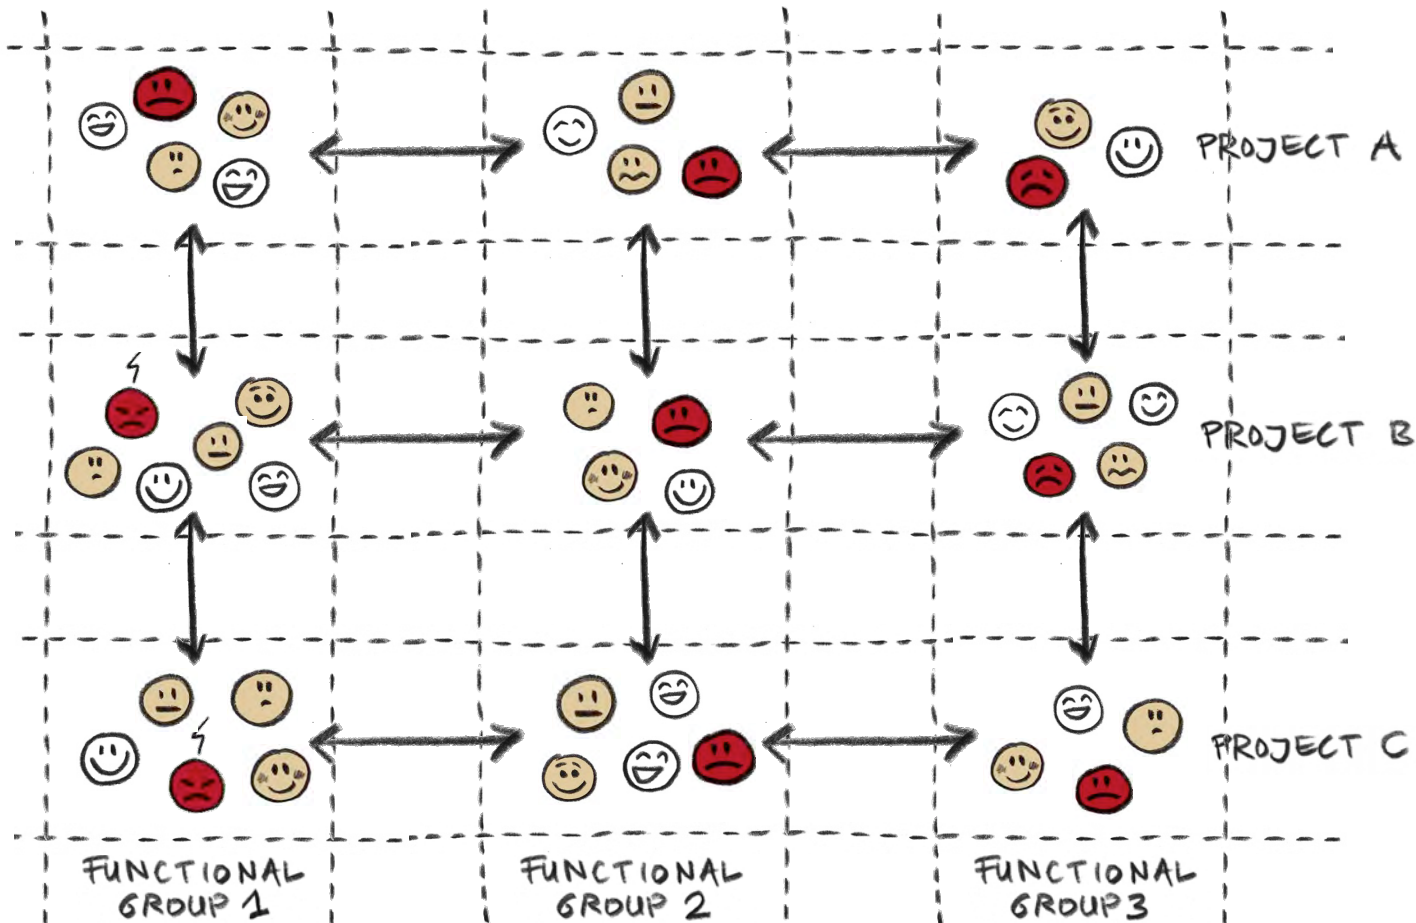 PROJECT A
PROJECT B
PROJECT C
FUNCTIONAL
GROUP 1
FUNCTIONAL
GROUP 2
FUNCTIONAL
GROUP 3